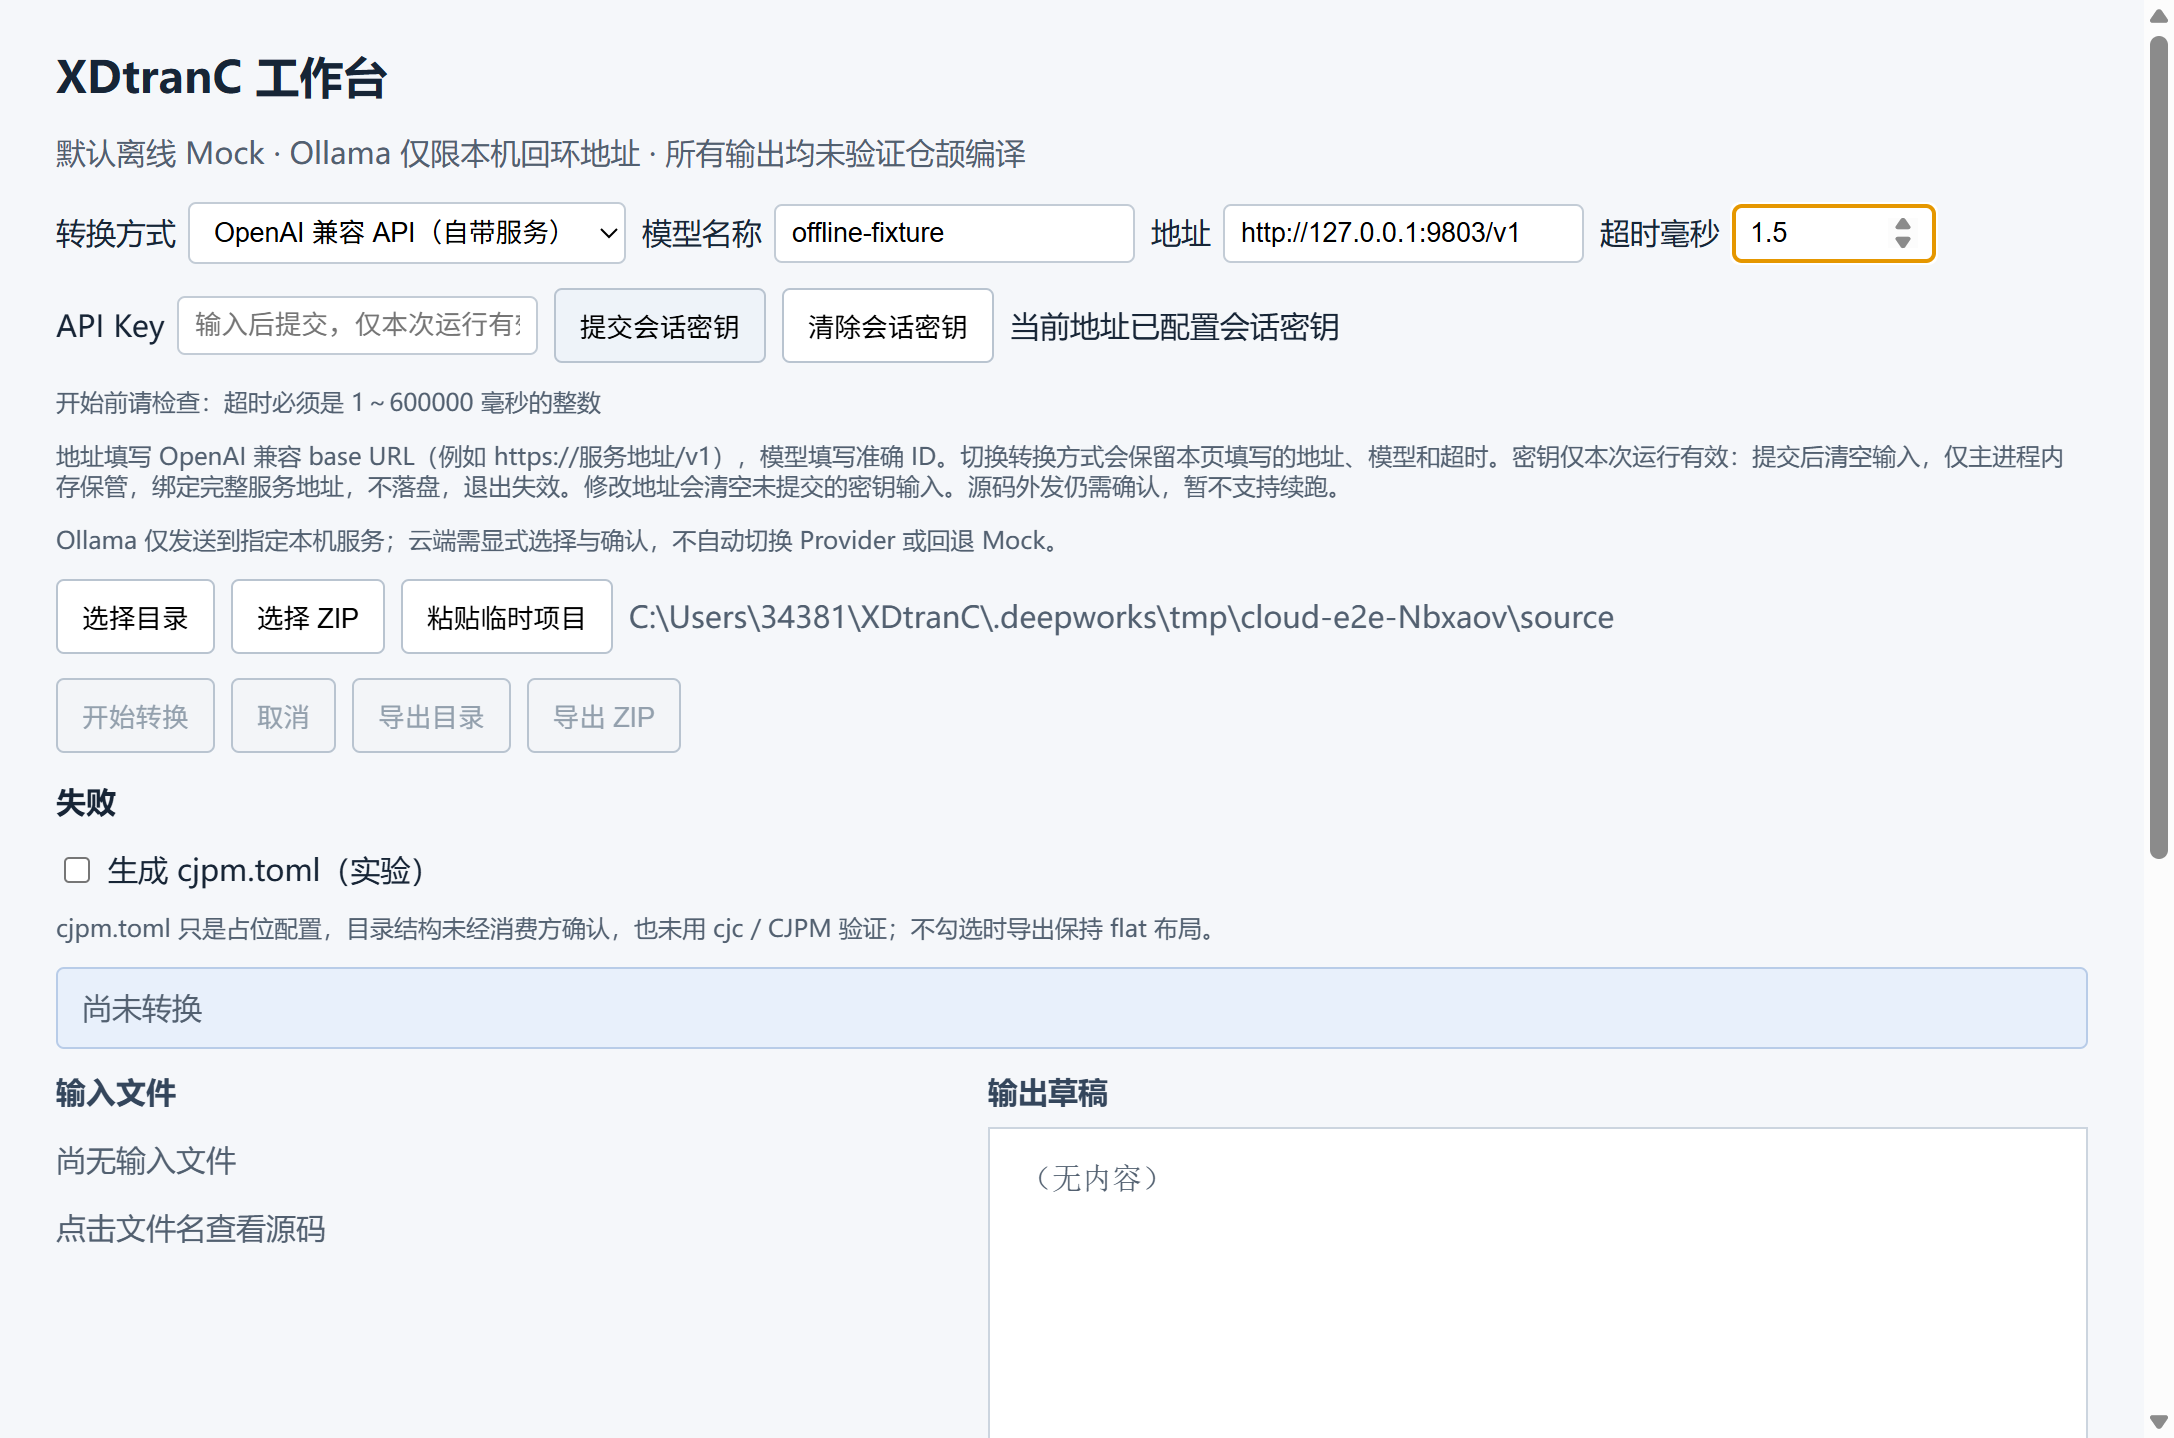 XDtranC 工作台
默认离线 Mock · Ollama 仅限本机回环地址 · 所有输出均未验证仓颉编译
转换方式 OpenAI 兼容 API（自带服务） 模型名称 offline-fixture 地址 http://127.0.0.1:9803/v1 超时毫秒 1.5
API Key 输入后提交，仅本次运行有 提交会话密钥 清除会话密钥 当前地址已配置会话密钥
开始前请检查：超时必须是 1～600000 毫秒的整数
地址填写 OpenAI 兼容 base URL（例如 https://服务地址/v1），模型填写准确 ID。切换转换方式会保留本页填写的地址、模型和超时。密钥仅本次运行有效：提交后清空输入，仅主进程内
存保管，绑定完整服务地址，不落盘，退出失效。修改地址会清空未提交的密钥输入。源码外发仍需确认，暂不支持续跑。
Ollama 仅发送到指定本机服务；云端需显式选择与确认，不自动切换 Provider 或回退 Mock。
选择目录 选择 ZIP 粘贴临时项目 C:\Users\34381\XDtranC\.deepworks\tmp\cloud-e2e-Nbxaov\source
开始转换 取消 导出目录 导出 ZIP
失败
生成 cjpm.toml（实验）
cjpm.toml 只是占位配置，目录结构未经消费方确认，也未用 cjc / CJPM 验证；不勾选时导出保持 flat 布局。
尚未转换
输入文件
尚无输入文件
点击文件名查看源码
输出草稿
（无内容）